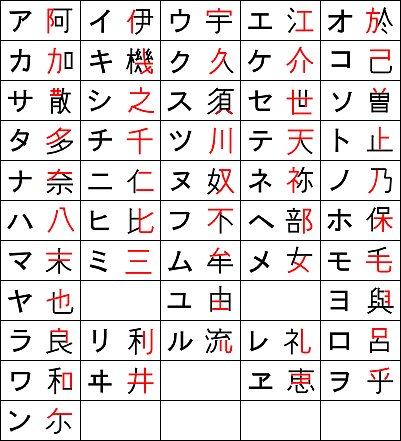 ア 阿 イ 伊 ウ 宇 エ 江 オ 於
カ 加 キ 機 ク 久 ケ 介 コ 己
サ 散 シ 之 ス 須 セ 世 ソ 曽
タ 多 チ 千 ツ 川 テ 天 ト 止
ナ 奈 ニ 仁 ヌ 奴 ネ 祢 ノ 乃
ハ 八 ヒ 比 フ 不 ヘ 部 ホ 保
マ 末 ミ 三 ム 牟 メ 女 モ 毛
ヤ 也 ユ 由 ヨ 與
ラ 良 リ 利 ル 流 レ 礼 ロ 呂
ワ 和 ヰ 井 ヱ 恵 ヲ 乎
ン 尓